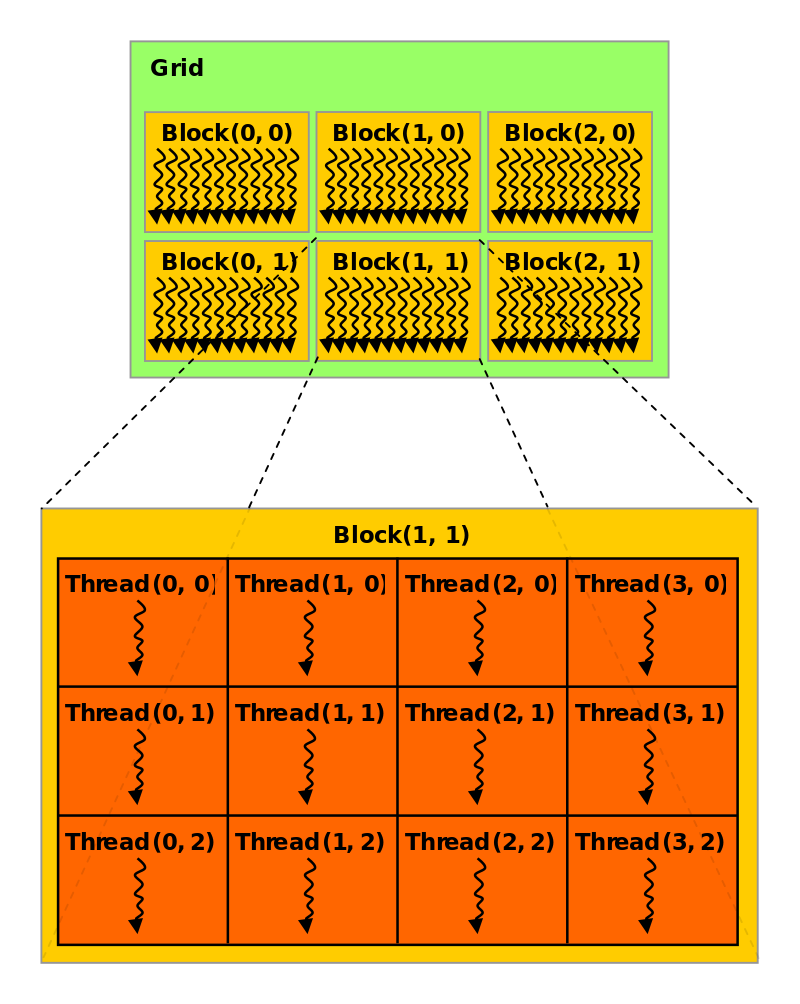 Grid
Block(0, 0) Block(1, 0) Block(2, 0)
Block(0, 1) Block(1, 1) Block(2, 1)
Block(1, 1)
Thread(0, 0) Thread(1, 0) Thread(2, 0) Thread(3, 0)
Thread(0, 1) Thread(1, 1) Thread(2, 1) Thread(3, 1)
Thread(0, 2) Thread(1, 2) Thread(2, 2) Thread(3, 2)